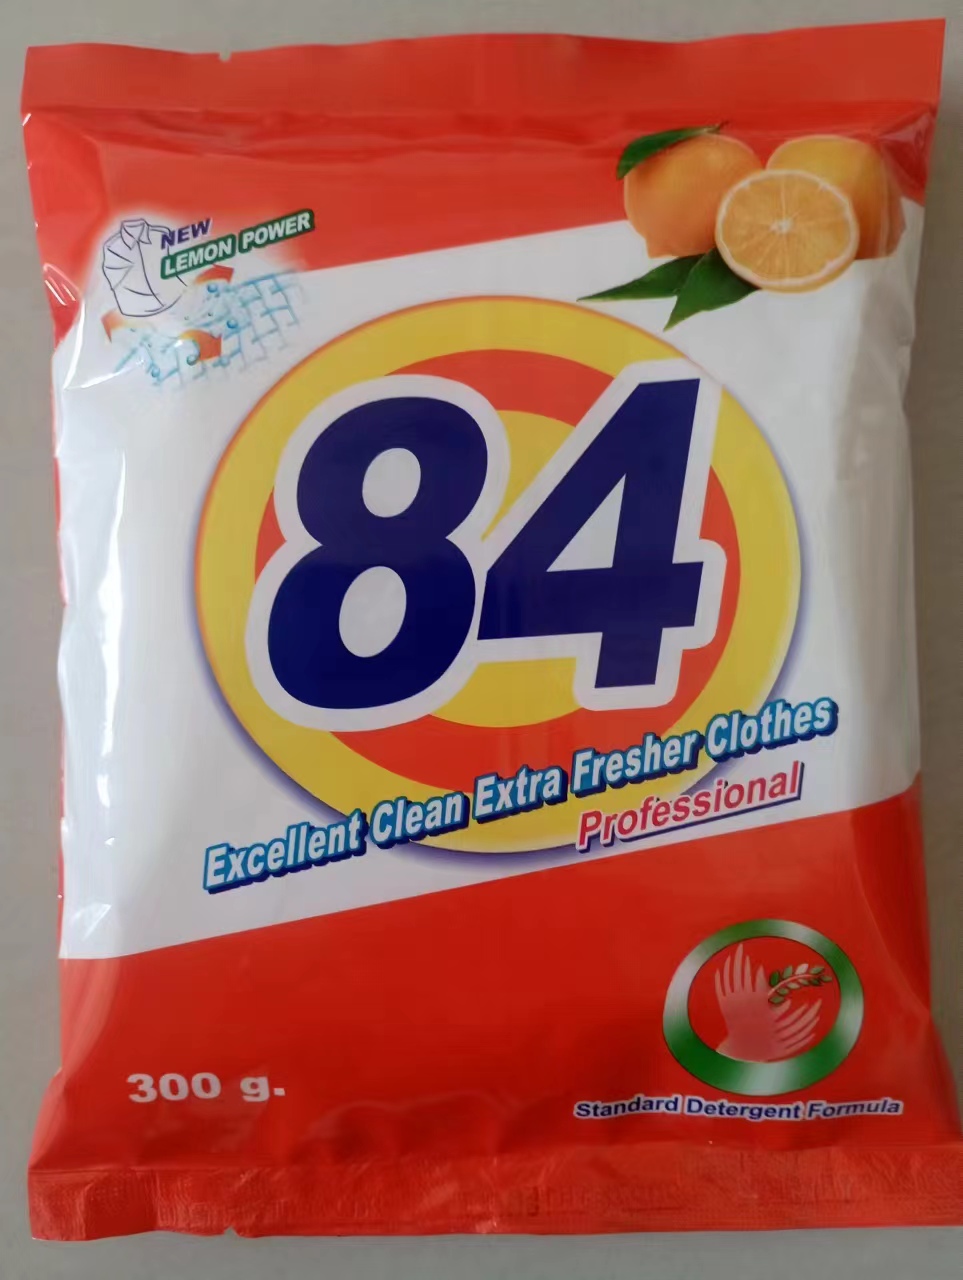 NEW
LEMON POWER
84
Excellent Clean Extra Fresher Clothes
Professional
300 g.
Standard Detergent Formula